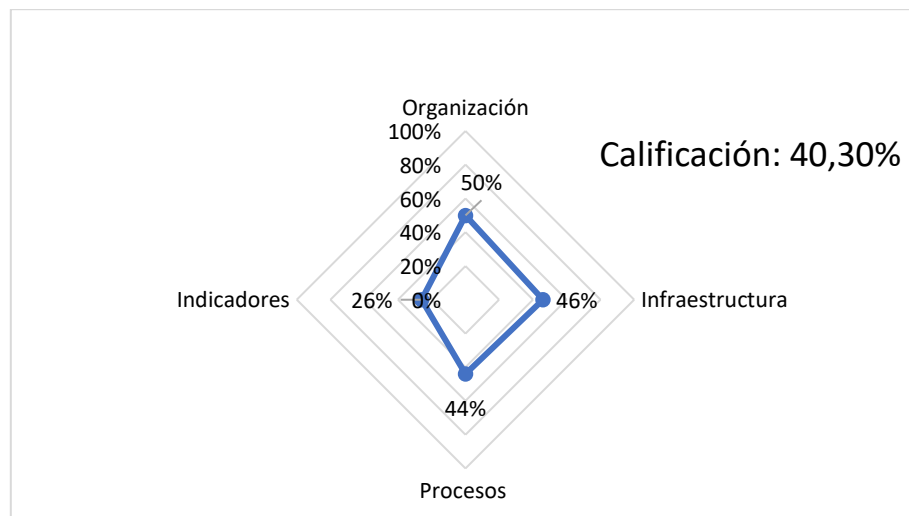 Organización
100%
Calificación: 40,30%
80%
50%
60%
40%
20%
Indicadores
26%
0%
46%
Infraestructura
44%
Procesos